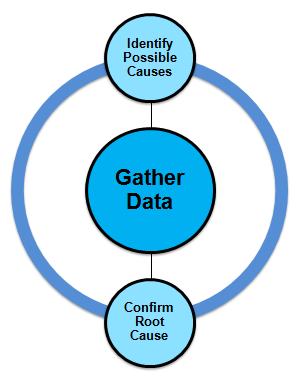 Identify
Possible
Causes
Gather
Data
Confirm
Root
Cause